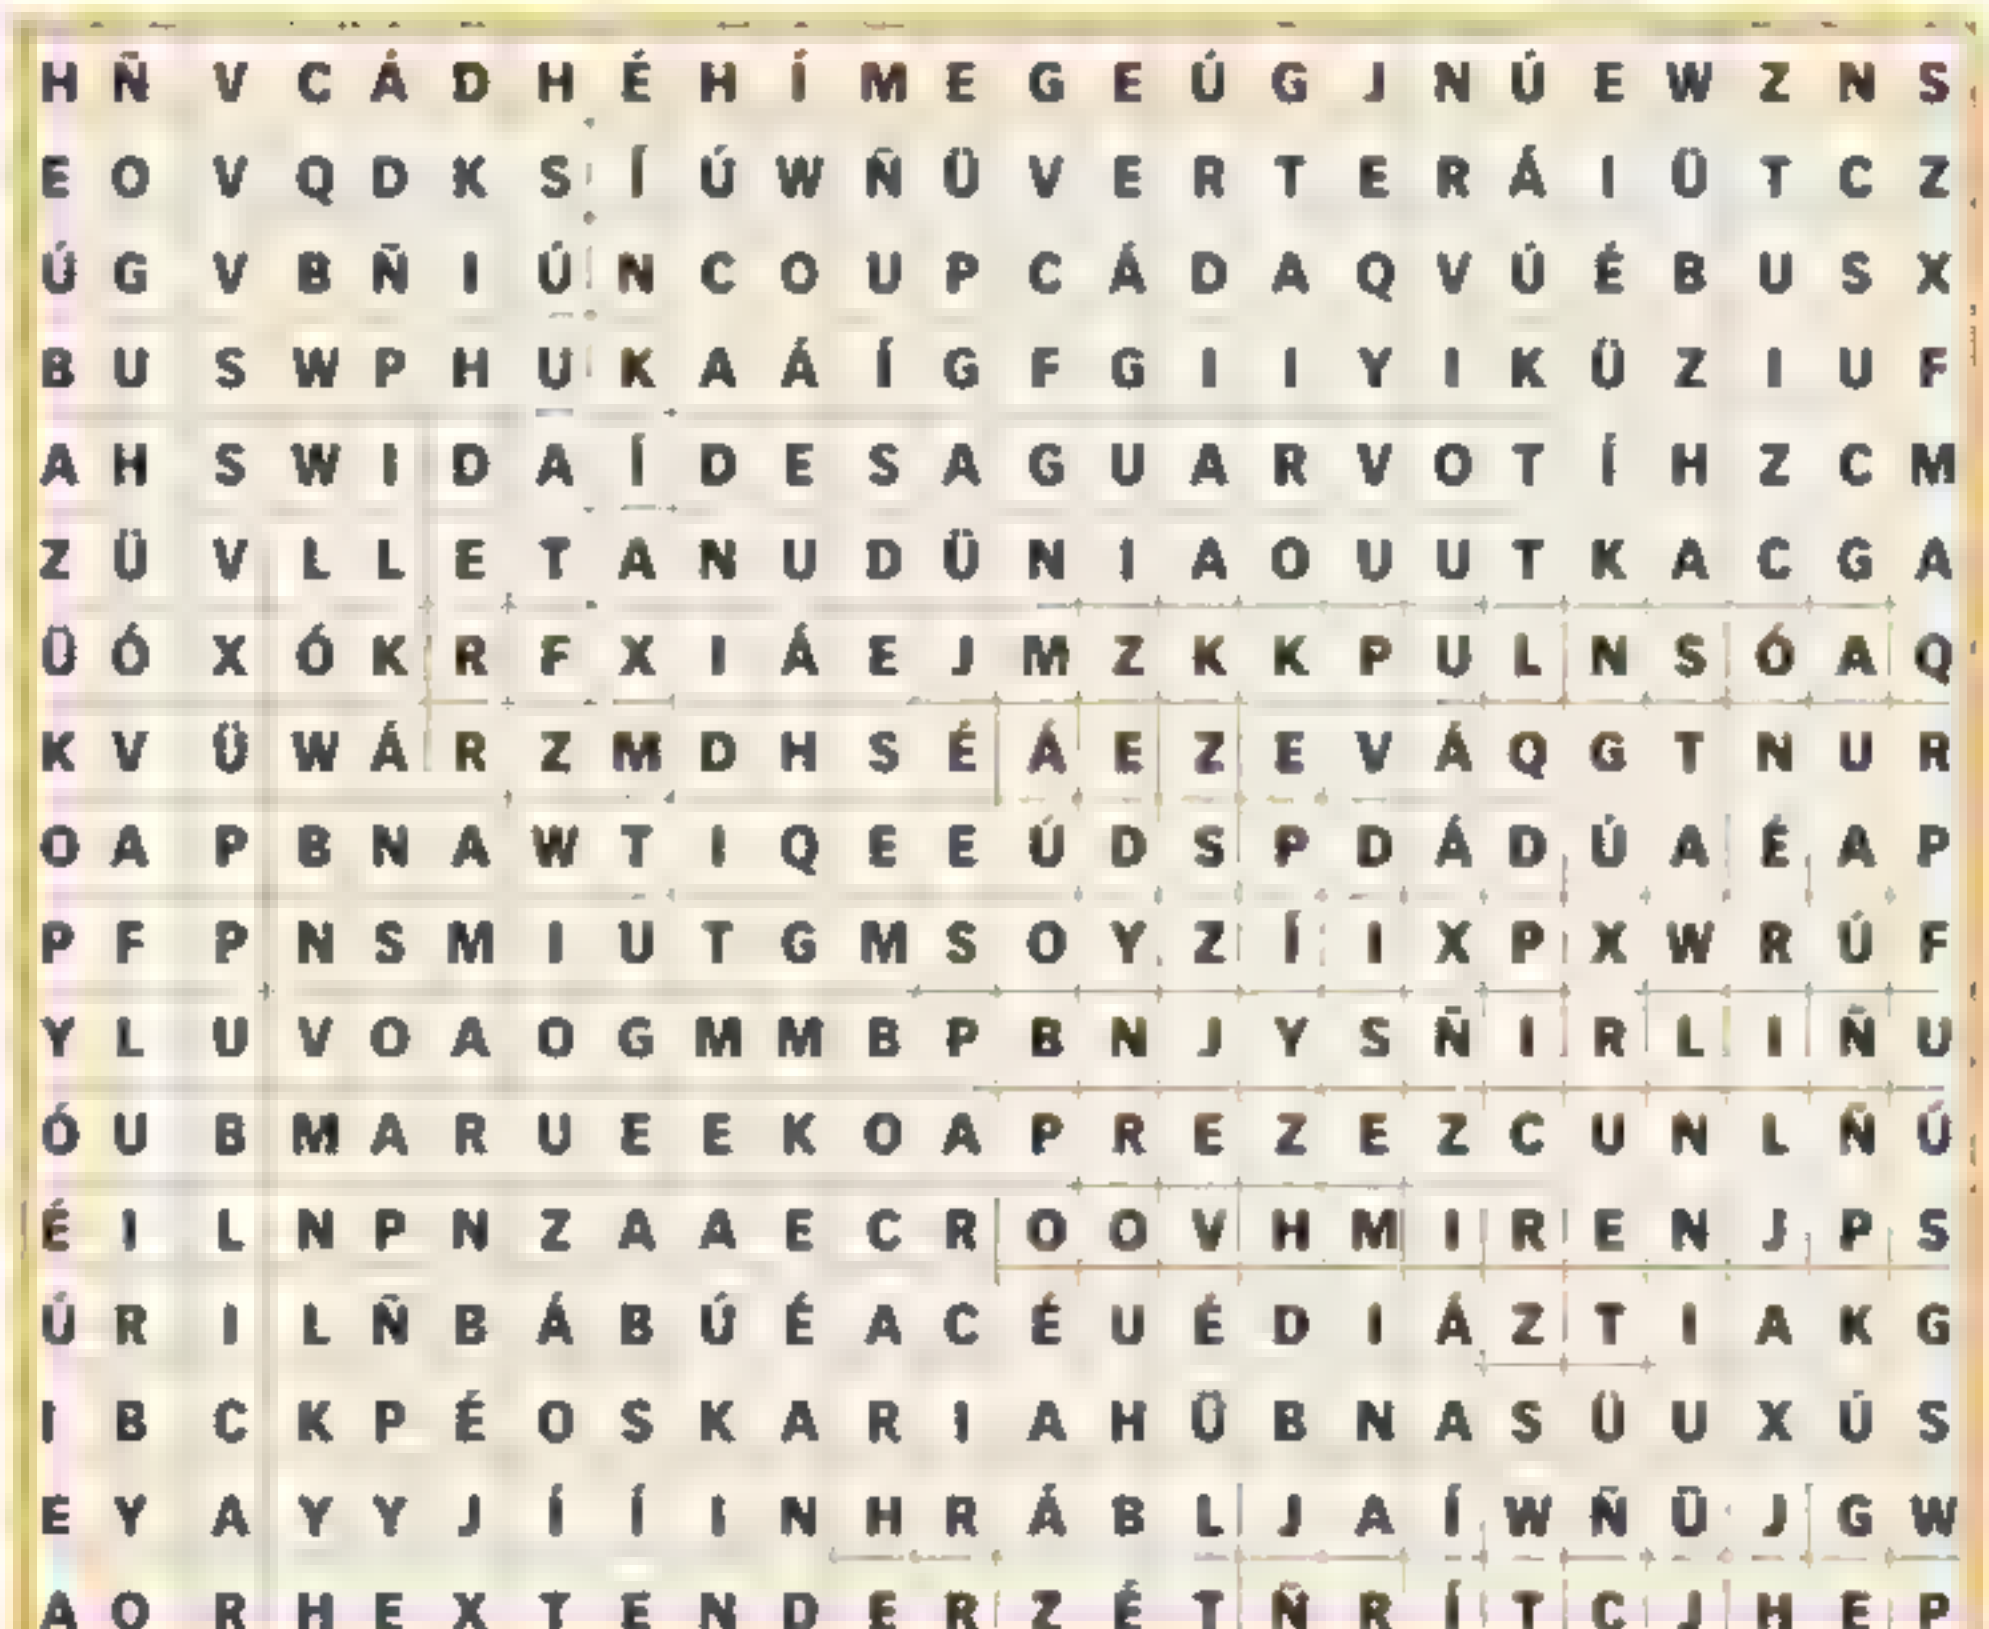 H Ñ V C Á D H É H Í M E G E Ú G J N Ú E W Z N S
E O V Q D K S Í Ú W Ñ Ü V E R T E R Á I Ü T C Z
Ú G V B Ñ I Ú N C O U P C Á D A Q V Ú É B U S X
B U S W P H U K A Á Í G F G I I Y I K Ü Z I U F
A H S W I D A Í D E S A G U A R V O T Í H Z C M
Z Ü V L L E T A N U D Ü N I A O U U T K A C G A
Ü Ó X Ó K R F X I Á E J M Z K K P U L N S Ó A Q
K V Ü W Á R Z M D H S É Á E Z E V Á Q G T N U R
O A P B N A W T I Q E E Ú D S P D Á D Ú A É A P
P F P N S M I U T G M S O Y Z Í I X P X W R Ú F
Y L U V O A O G M M B P B N J Y S Ñ I R L I Ñ U
Ó U B M A R U E E K O A P R E Z E Z C U N L Ñ Ú
É I L N P N Z A A E C R O O V H M I R E N J P S
Ú R I L Ñ B Á B Ú É A C É U É D I Á Z T I A K G
I B C K P É O S K A R I A H Ü B N A S Ü U X Ú S
E Y A Y Y J Í Í I N H R Á B L J A Í W Ñ Ü J G W
A O R H E X T E N D E R Z É T Ñ R Í T C J H E P